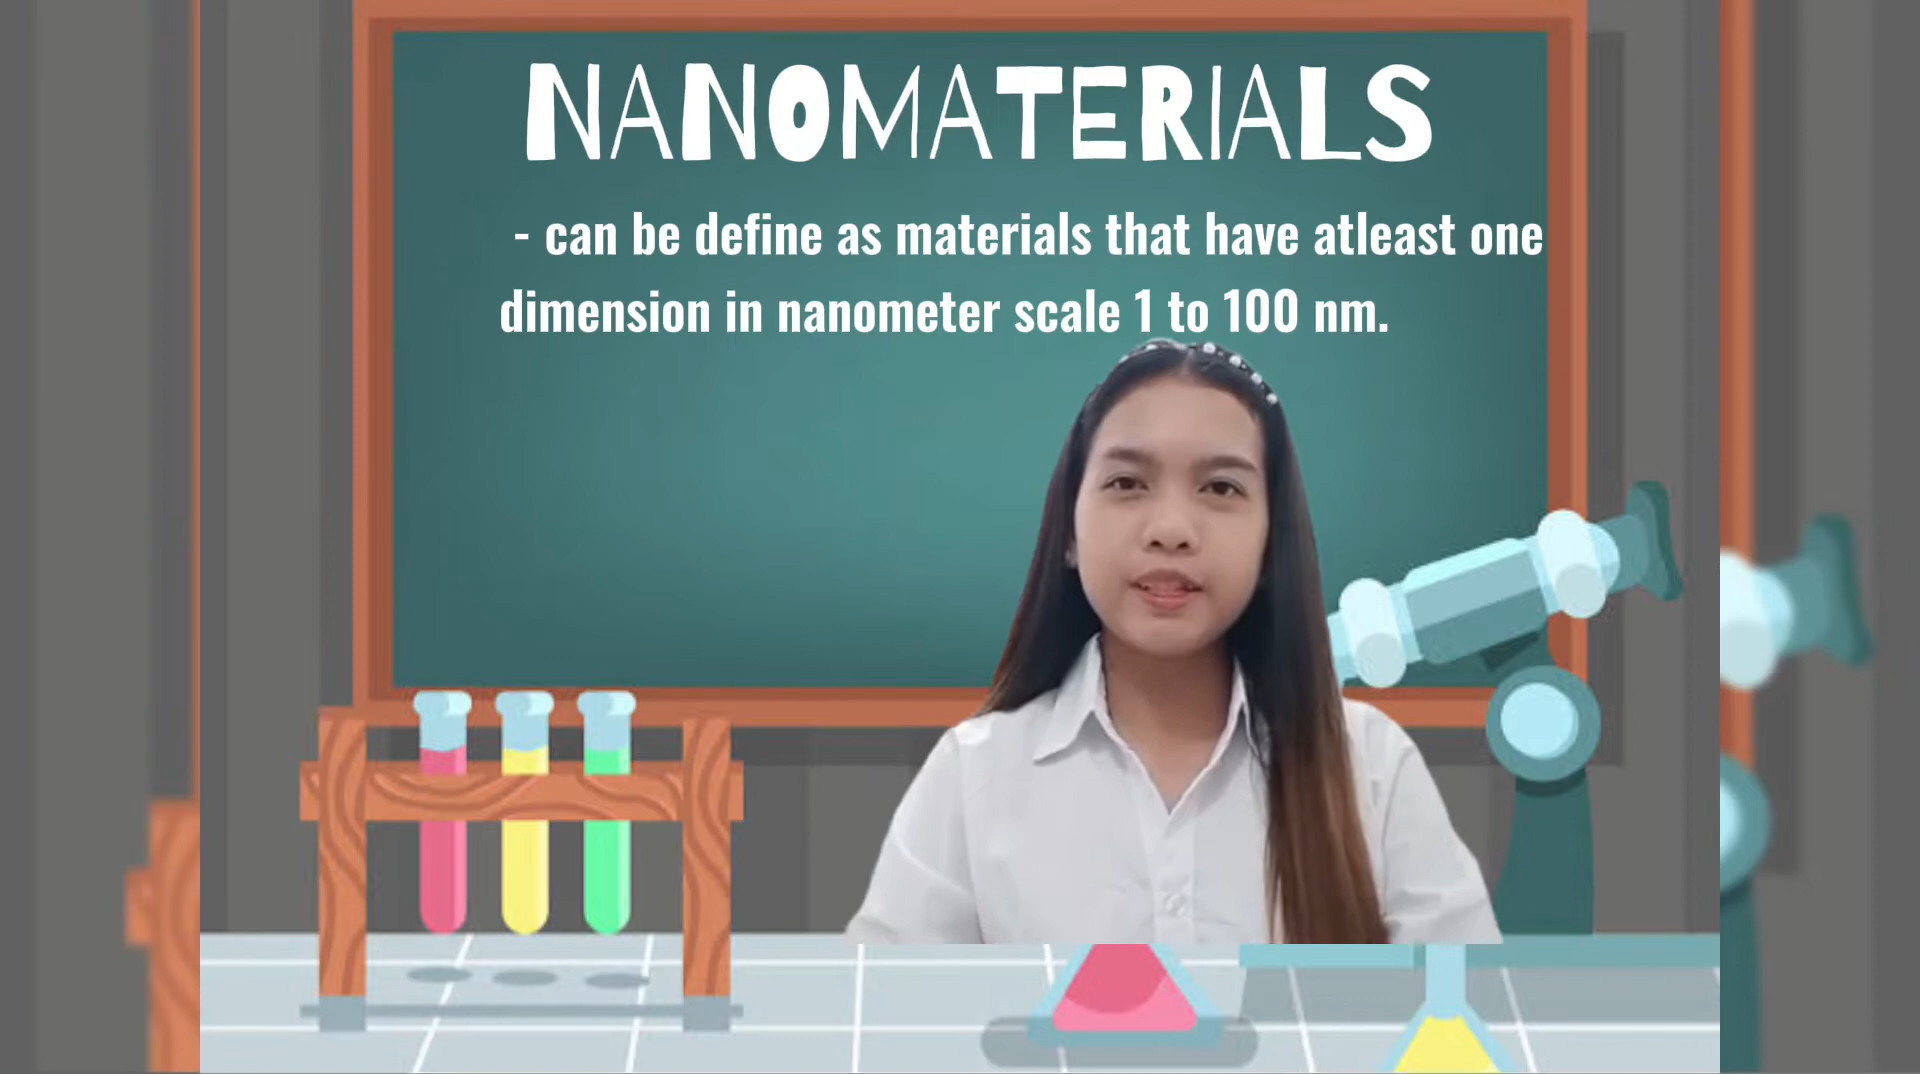 NANOMATERIALS
- can be define as materials that have atleast one
dimension in nanometer scale 1 to 100 nm.